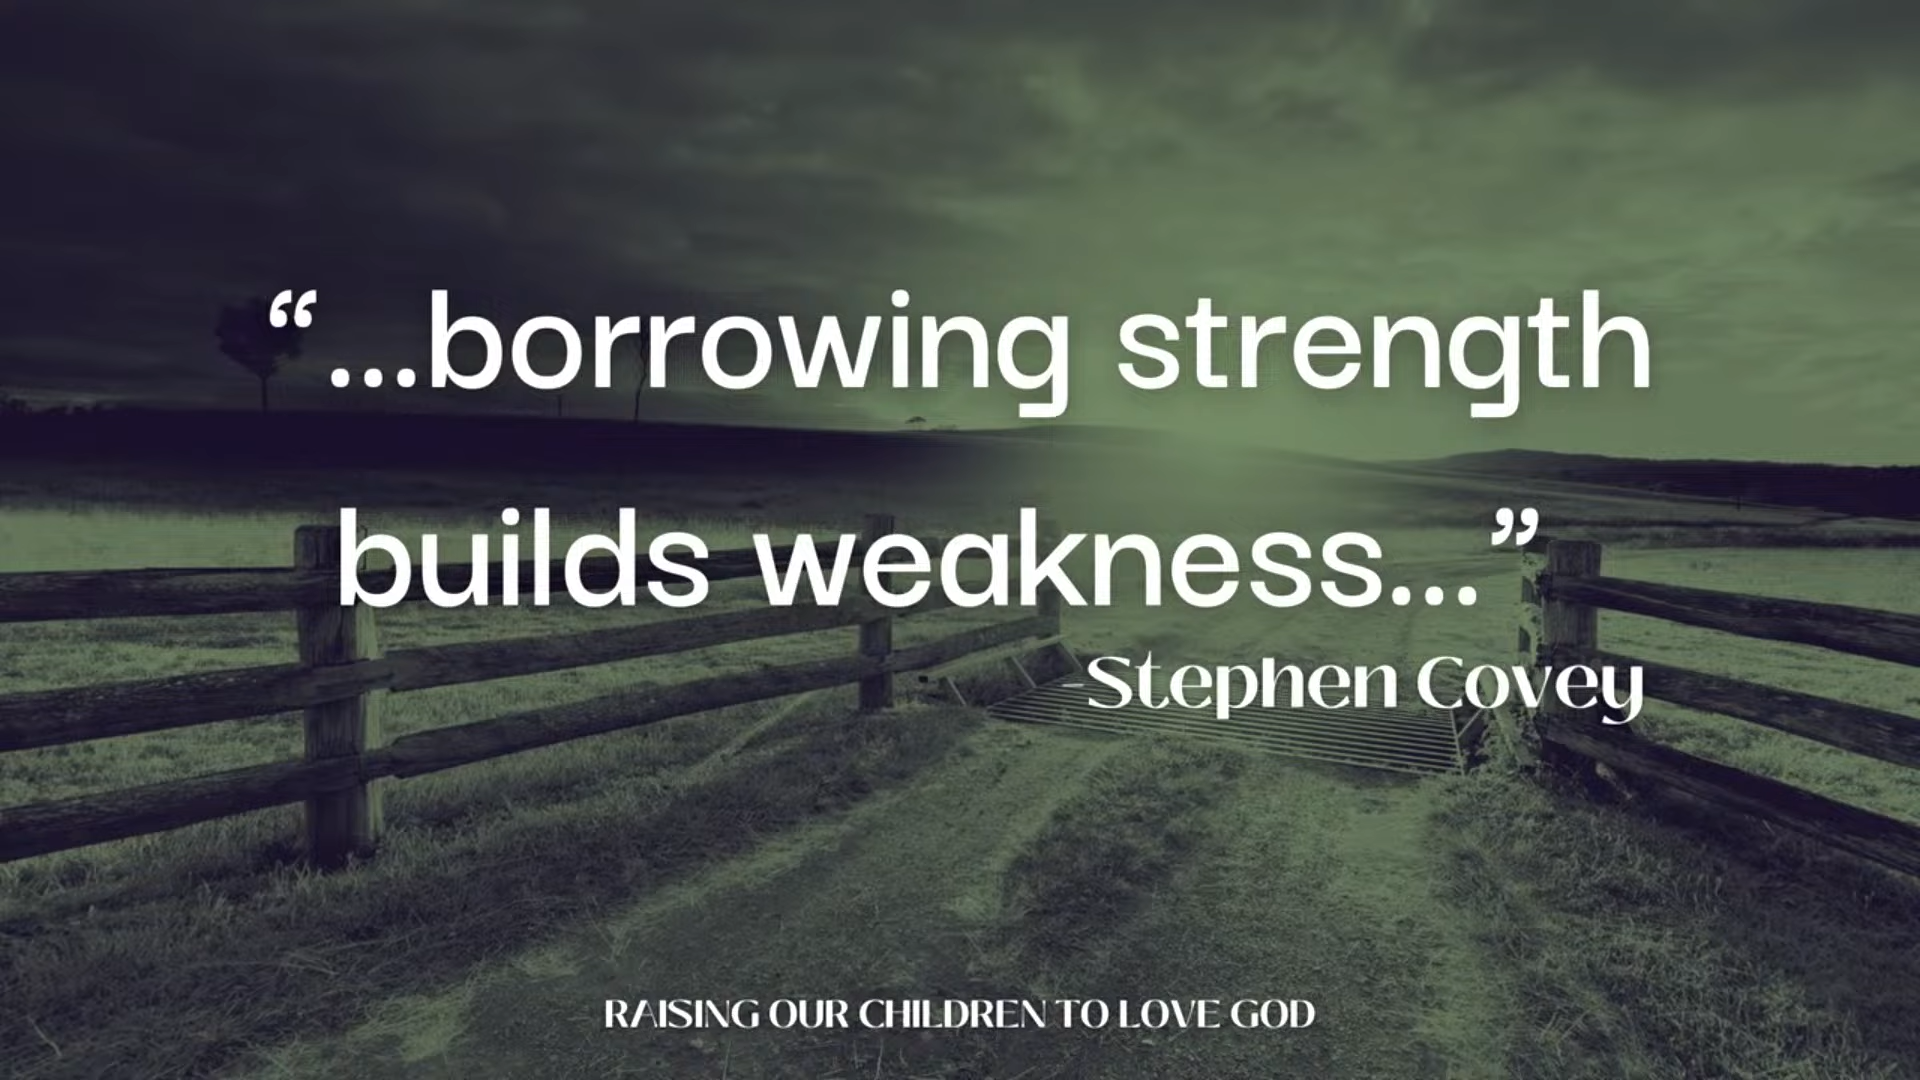 “...borrowing strength
builds weakness...”
-Stephen Covey
RAISING OUR CHILDREN TO LOVE GOD